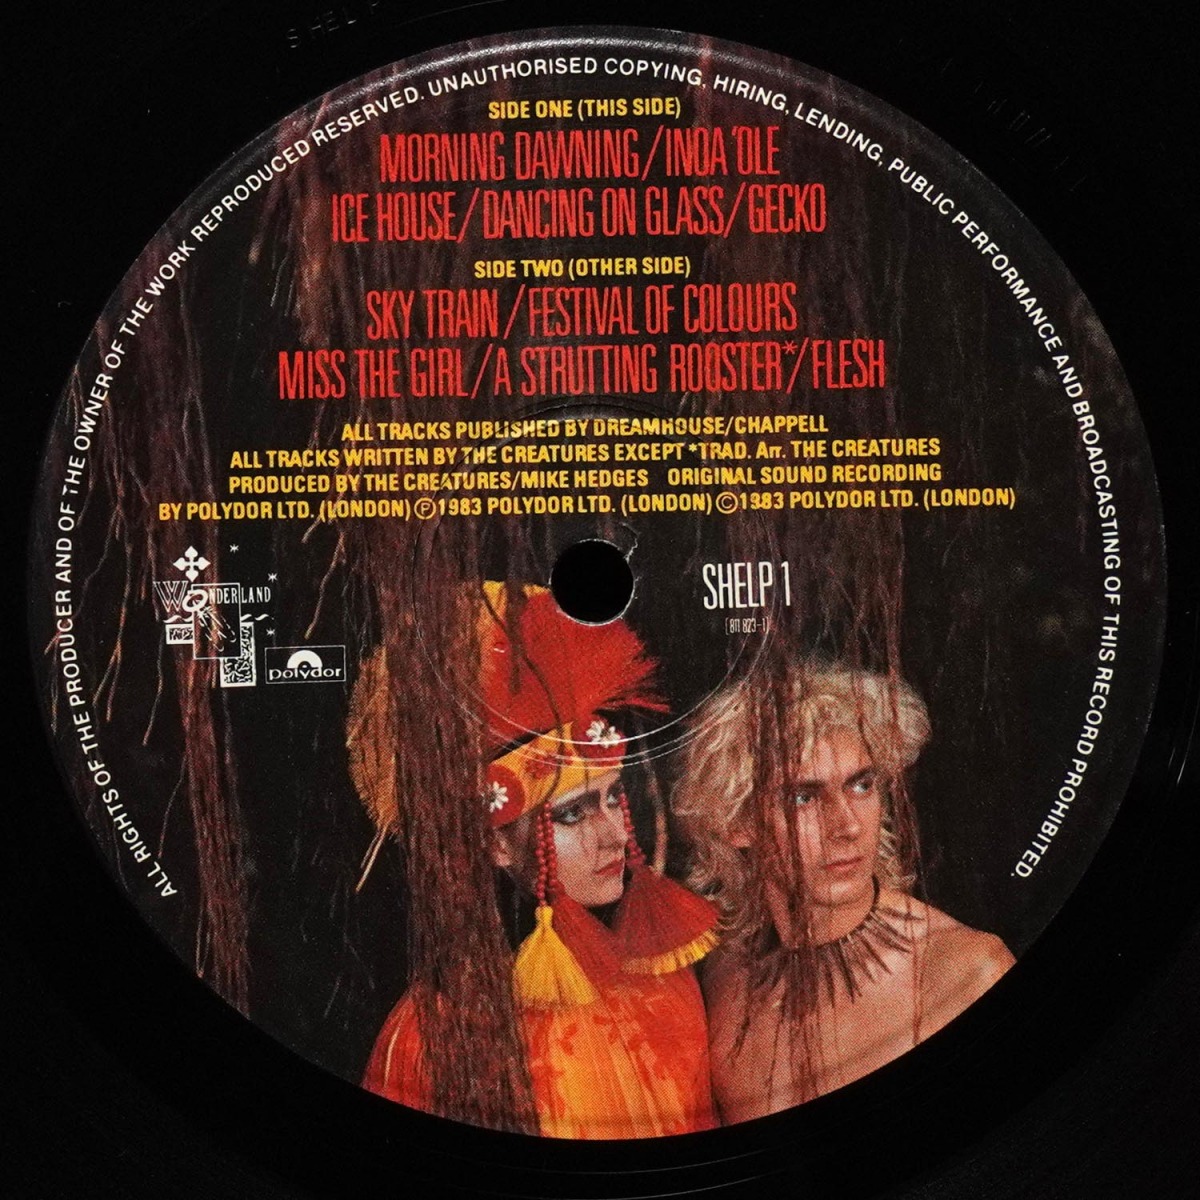 ALL RIGHTS OF THE PRODUCER AND OF THE OWNER OF THE WORK REPRODUCED RESERVED. UNAUTHORISED COPYING, HIRING, LENDING, PUBLIC PERFORMANCE AND BROADCASTING OF THIS RECORD PROHIBITED.
SIDE ONE (THIS SIDE)
MORNING DAWNING/INOA 'OLE
ICE HOUSE/DANCING ON GLASS/GECKO
SIDE TWO (OTHER SIDE)
SKY TRAIN/FESTIVAL OF COLOURS
MISS THE GIRL/A STRUTTING ROOSTER*/FLESH
ALL TRACKS PUBLISHED BY DREAMHOUSE/CHAPPELL
ALL TRACKS WRITTEN BY THE CREATURES EXCEPT *TRAD. Arr. THE CREATURES
PRODUCED BY THE CREATURES/MIKE HEDGES ORIGINAL SOUND RECORDING
BY POLYDOR LTD. (LONDON) ℗1983 POLYDOR LTD. (LONDON) ©1983 POLYDOR LTD. (LONDON)
WONDERLAND
polydor
SHELP 1
(811 823-1)